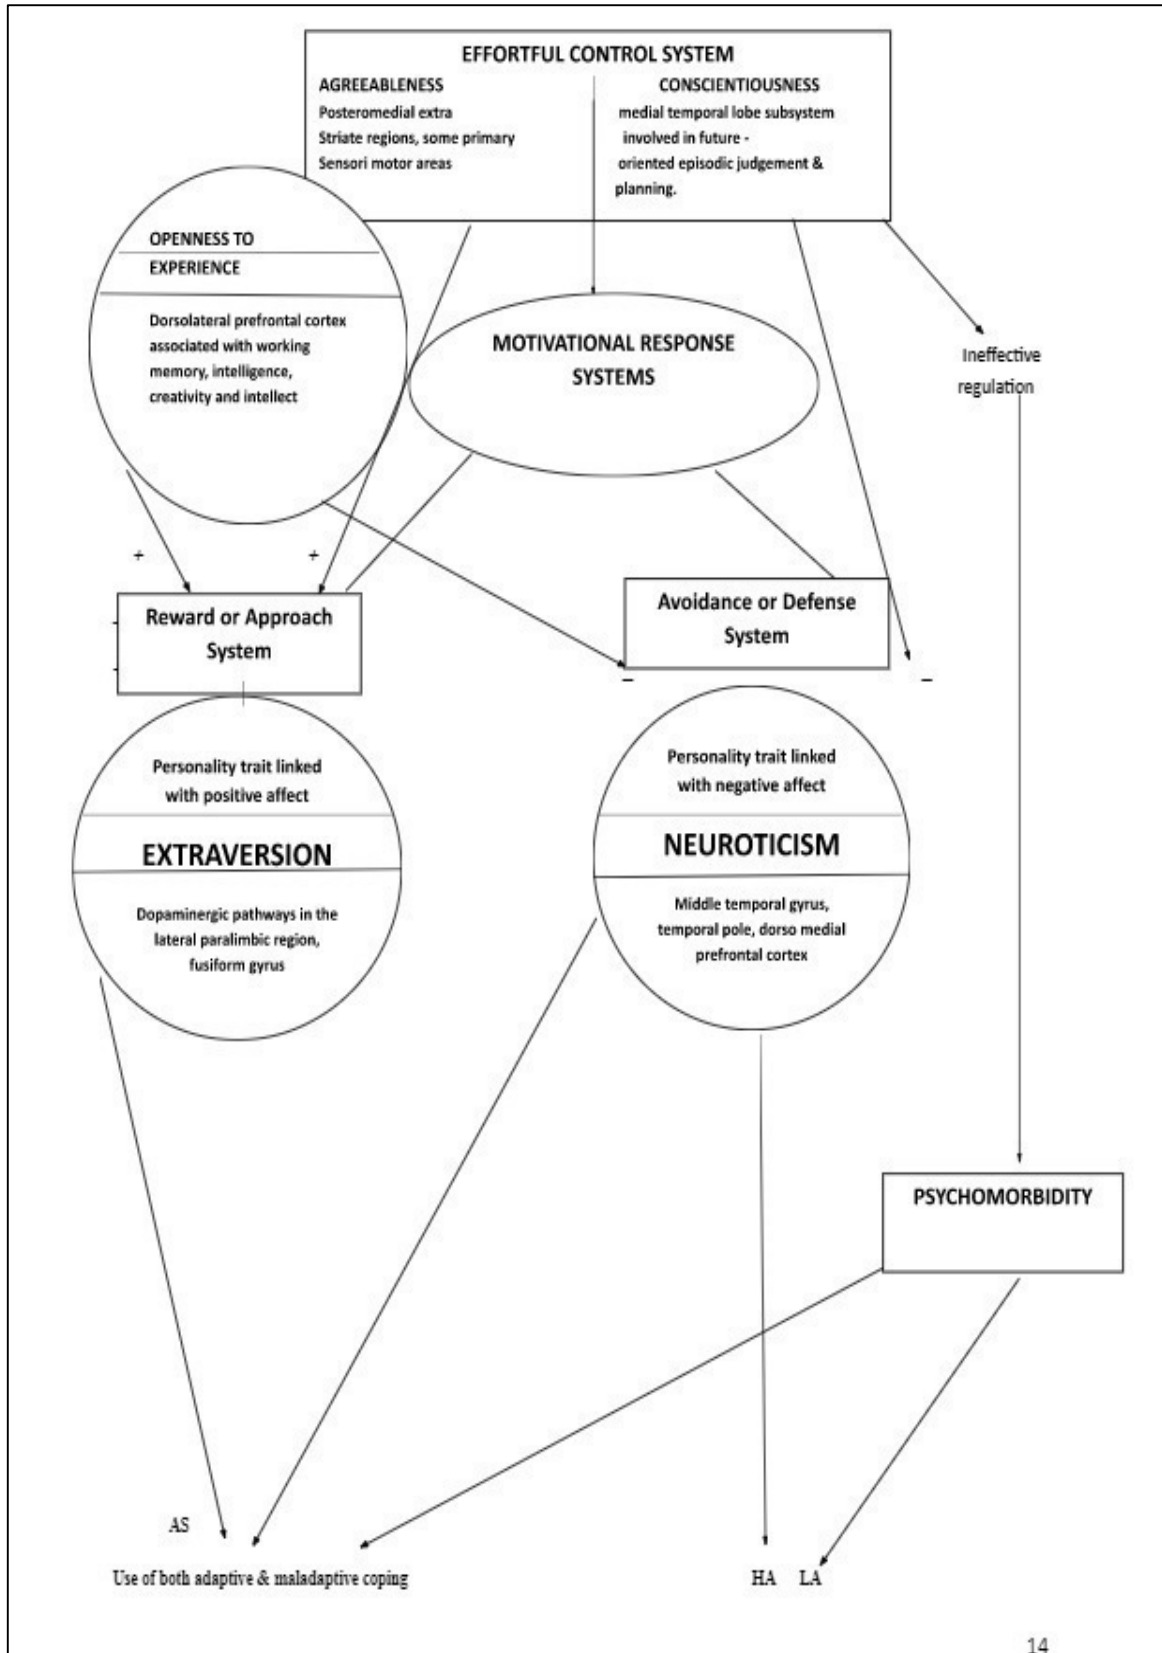 EFFORTFUL CONTROL SYSTEM
AGREEABLENESS
Posteromedial extra
Striate regions, some primary
Sensori motor areas
CONSCIENTIOUSNESS
medial temporal lobe subsystem
involved in future -
oriented episodic judgement &
planning.
OPENNESS TO
EXPERIENCE
Dorsolateral prefrontal cortex
associated with working
memory, intelligence,
creativity and intellect
MOTIVATIONAL RESPONSE
SYSTEMS
Ineffective
regulation
+
+
Reward or Approach
System
Avoidance or Defense
System
–
–
Personality trait linked
with positive affect
EXTRAVERSION
Dopaminergic pathways in the
lateral paralimbic region,
fusiform gyrus
Personality trait linked
with negative affect
NEUROTICISM
Middle temporal gyrus,
temporal pole, dorso medial
prefrontal cortex
PSYCHOMORBIDITY
AS
Use of both adaptive & maladaptive coping
HA LA
14